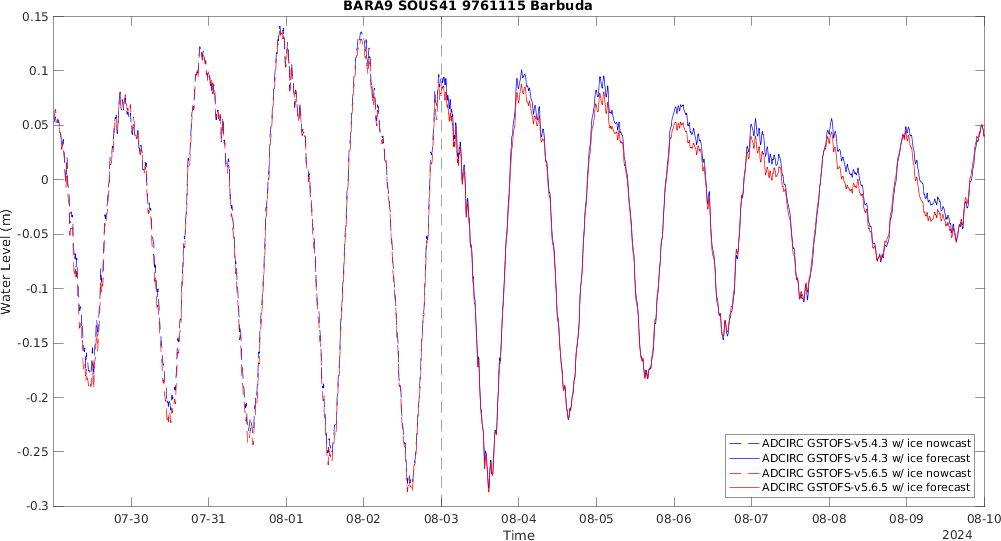 BARA9 SOUS41 9761115 Barbuda
0.15
0.1
0.05
0
-0.05
-0.1
-0.15
-0.2
-0.25
-0.3
Water Level (m)
07-30 07-31 08-01 08-02 08-03 08-04 08-05 08-06 08-07 08-08 08-09 08-10
Time
2024
ADCIRC GSTOFS-v5.4.3 w/ ice nowcast
ADCIRC GSTOFS-v5.4.3 w/ ice forecast
ADCIRC GSTOFS-v5.6.5 w/ ice nowcast
ADCIRC GSTOFS-v5.6.5 w/ ice forecast